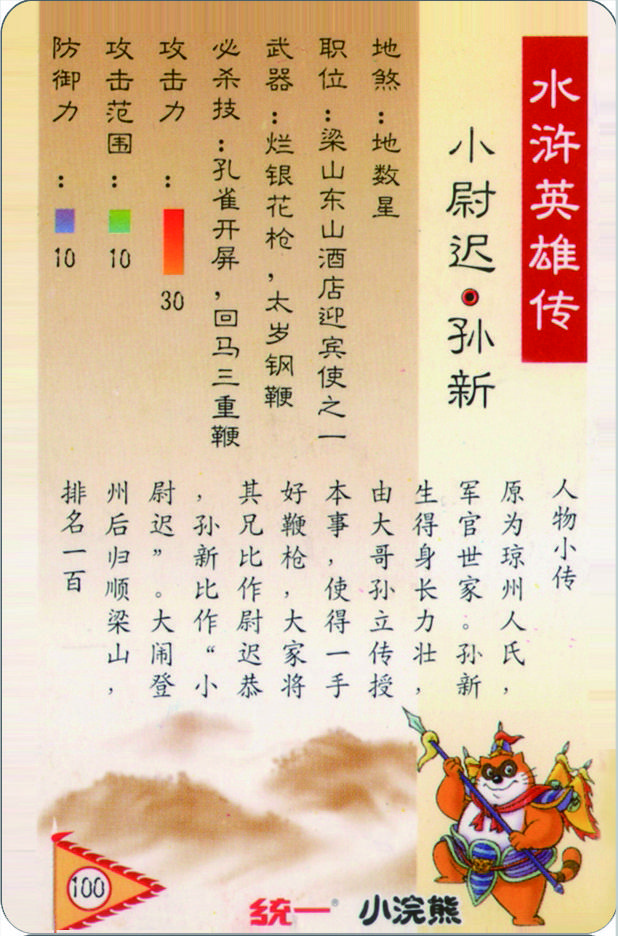 水浒英雄传
小尉迟·孙新
地煞：地数星
职位：梁山东山酒店迎宾使之一
武器：烂银花枪，太岁钢鞭
必杀技：孔雀开屏，回马三重鞭
攻击力：30
攻击范围：10
防御力：10
人物小传
原为琼州人氏，
军官世家。孙新
生得身长力壮，
由大哥孙立传授
本事，使得一手
好鞭枪，大家将
其兄比作尉迟恭
，孙新比作“小
尉迟”。大闹登
州后归顺梁山，
排名一百
100
统一® 小浣熊